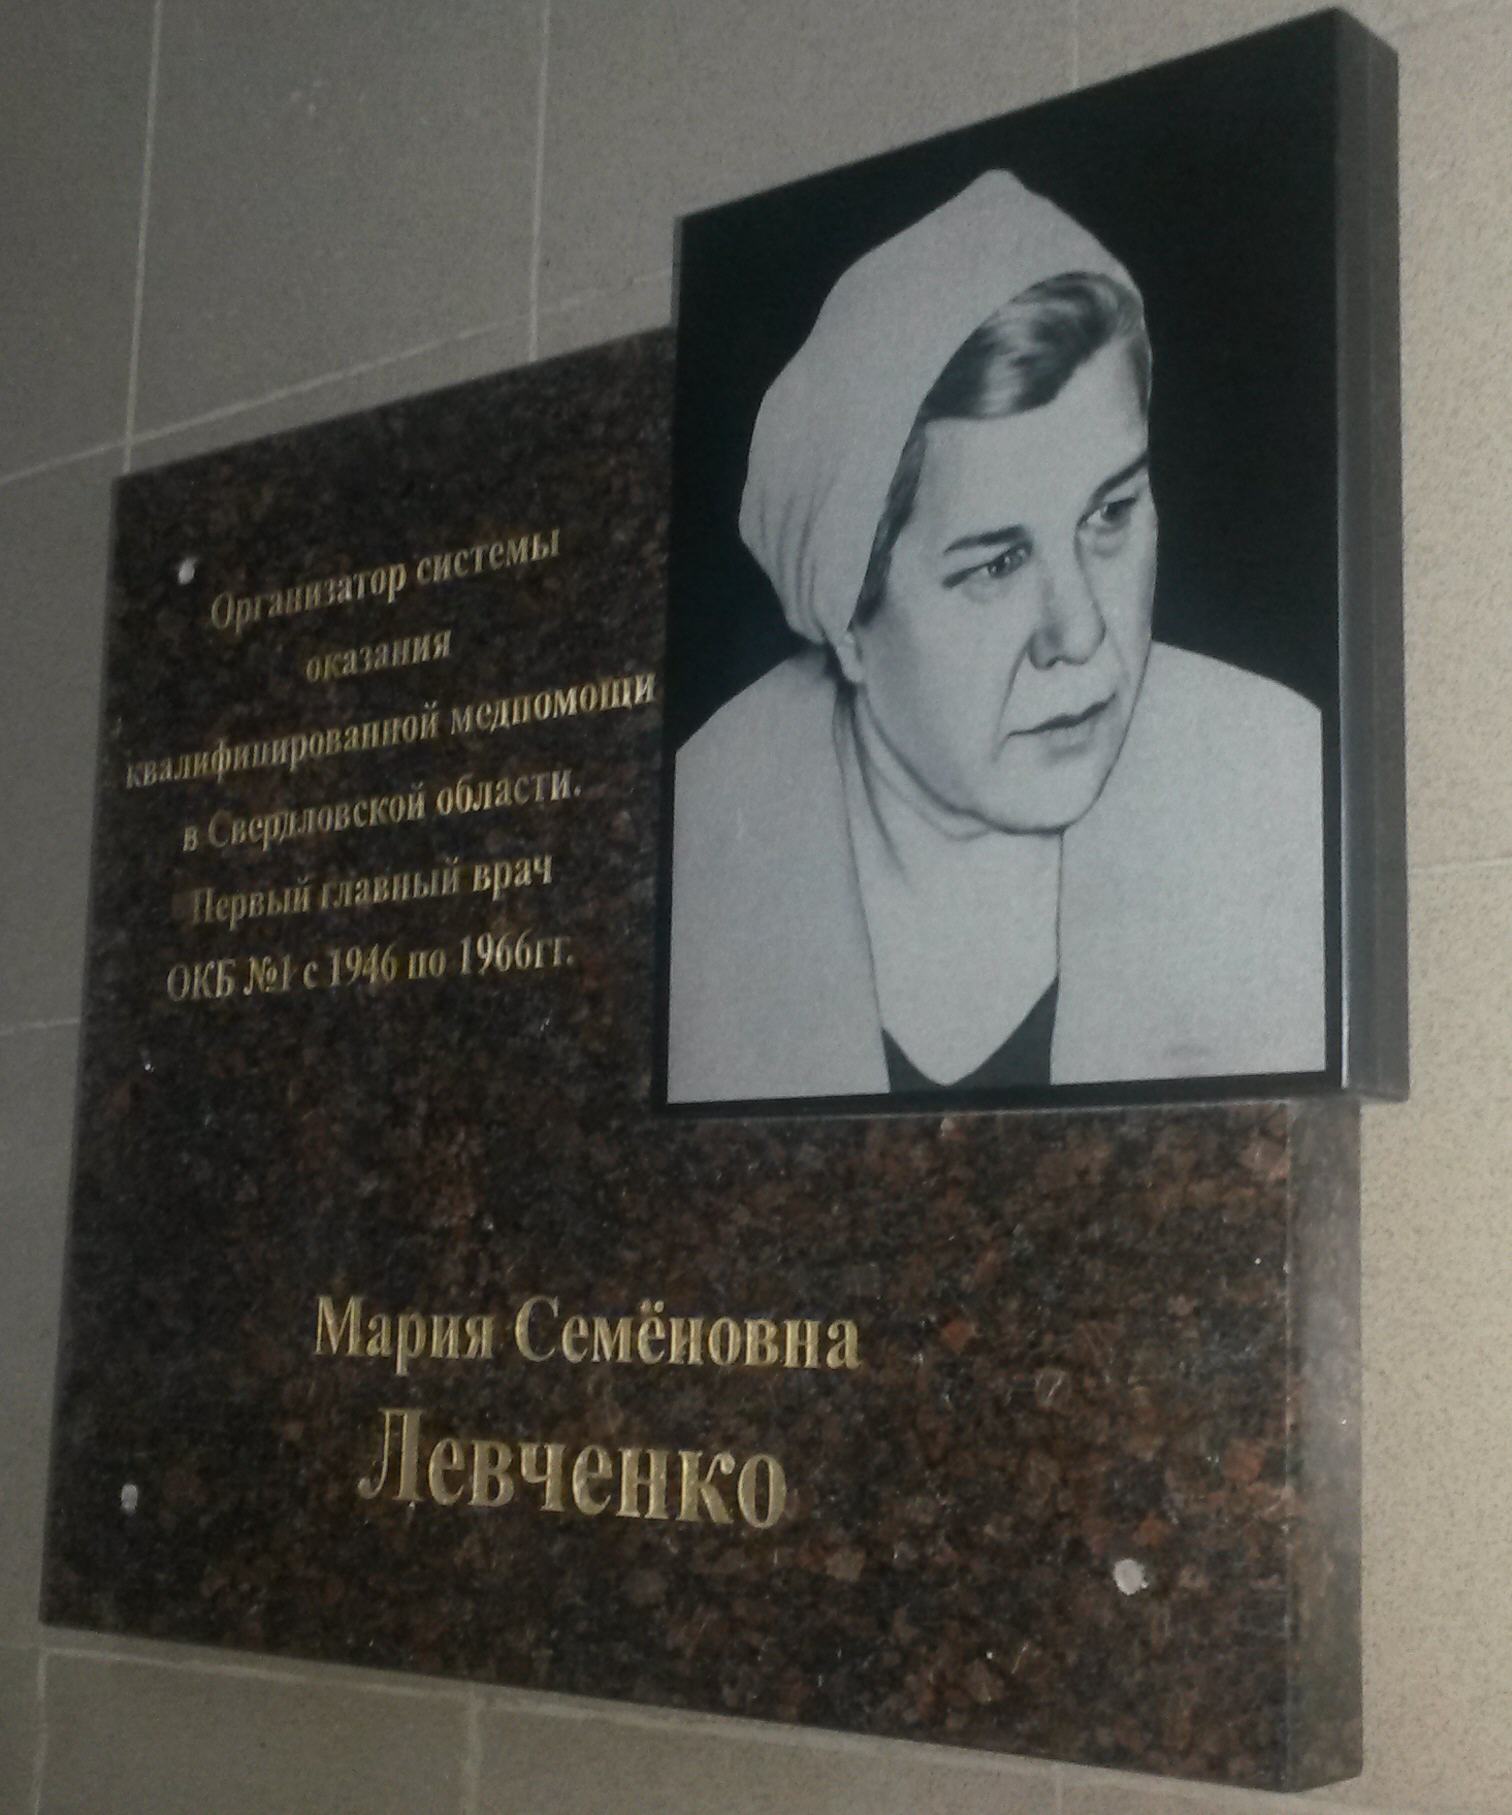 Организатор системы
оказания
квалифицированной медпомощи
в Свердловской области.
Первый главный врач
ОКБ №1 с 1946 по 1966гг.
Мария Семёновна
Левченко